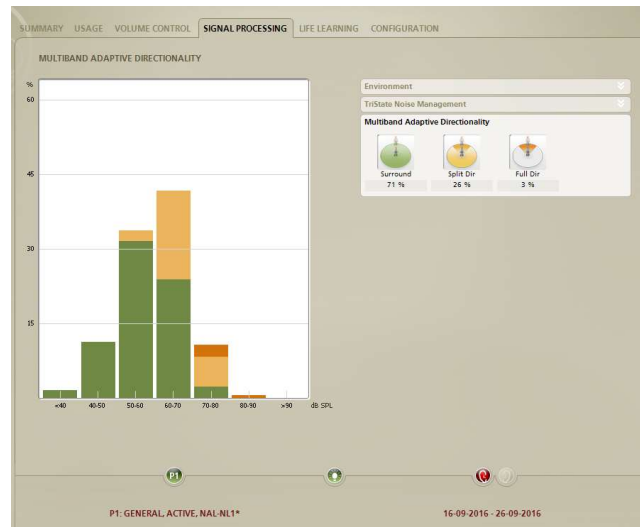 SUMMARY USAGE VOLUME CONTROL SIGNAL PROCESSING LIFE LEARNING CONFIGURATION
MULTIBAND ADAPTIVE DIRECTIONALITY
%
60
45
30
15
<40 40-50 50-60 60-70 70-80 80-90 >90 dB SPL
Environment
TriState Noise Management
Multiband Adaptive Directionality
Surround Split Dir Full Dir
71 % 26 % 3 %
P1
P1: GENERAL, ACTIVE, NAL-NL1* 16-09-2016 - 26-09-2016